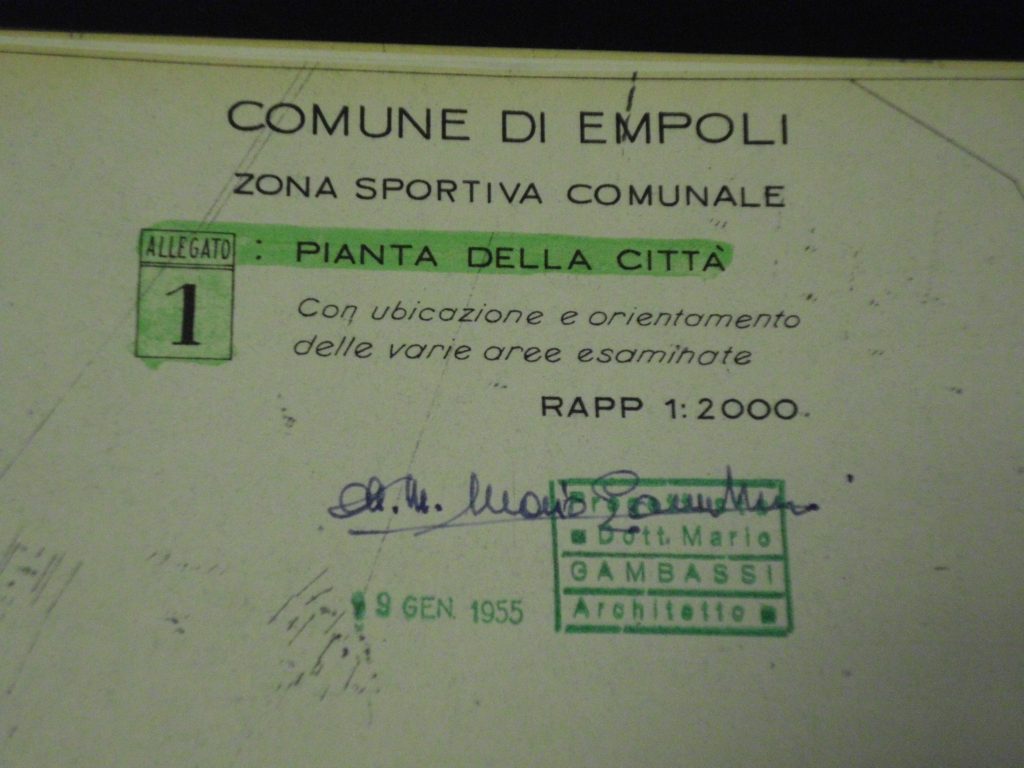 COMUNE DI EMPOLI
ZONA SPORTIVA COMUNALE
ALLEGATO : PIANTA DELLA CITTÀ
1
Con ubicazione e orientamento
delle varie aree esaminate
RAPP 1:2000.
Dott. Mario
GAMBASSI
Architetto
9 GEN. 1955